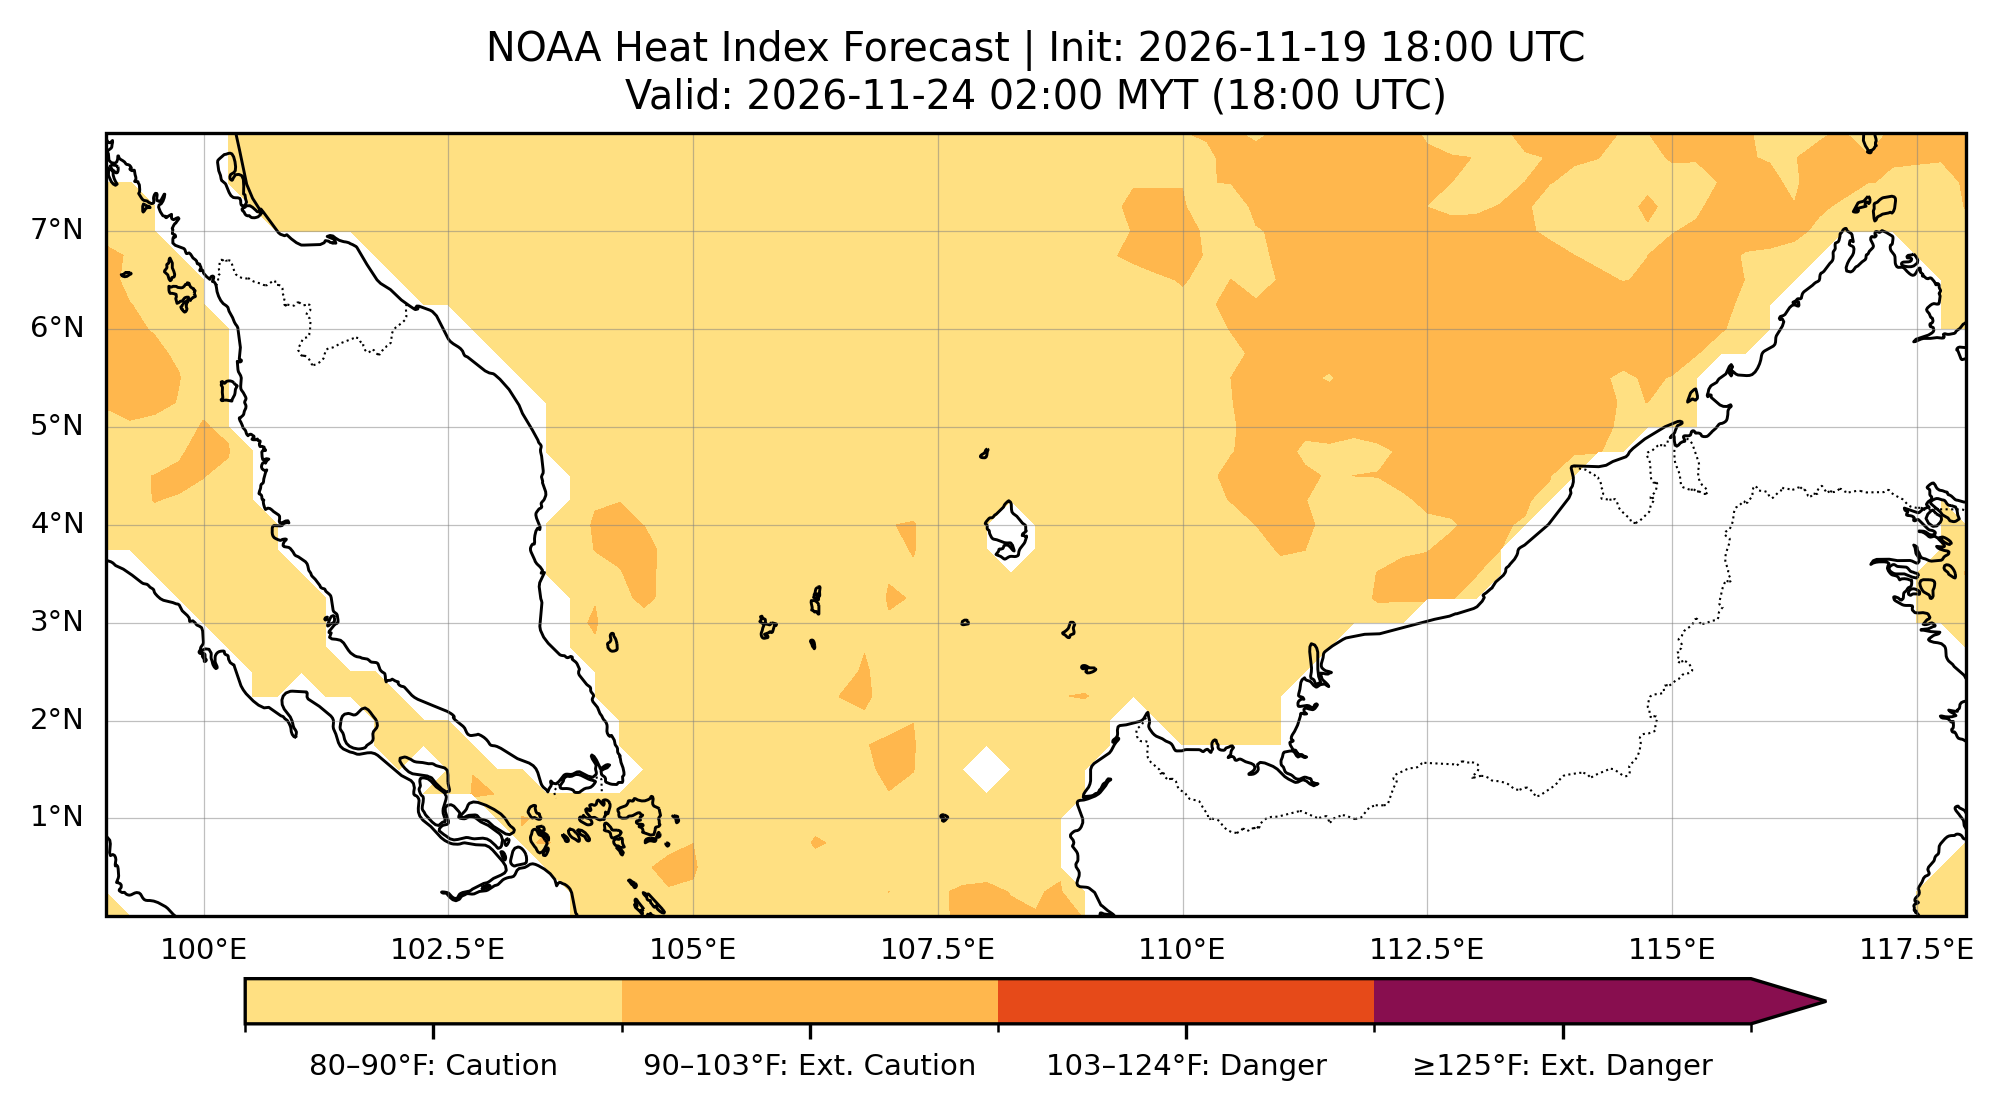 NOAA Heat Index Forecast | Init: 2026-11-19 18:00 UTC
Valid: 2026-11-24 02:00 MYT (18:00 UTC)
7°N
6°N
5°N
4°N
3°N
2°N
1°N
100°E 102.5°E 105°E 107.5°E 110°E 112.5°E 115°E 117.5°E
80–90°F: Caution 90–103°F: Ext. Caution 103–124°F: Danger ≥125°F: Ext. Danger